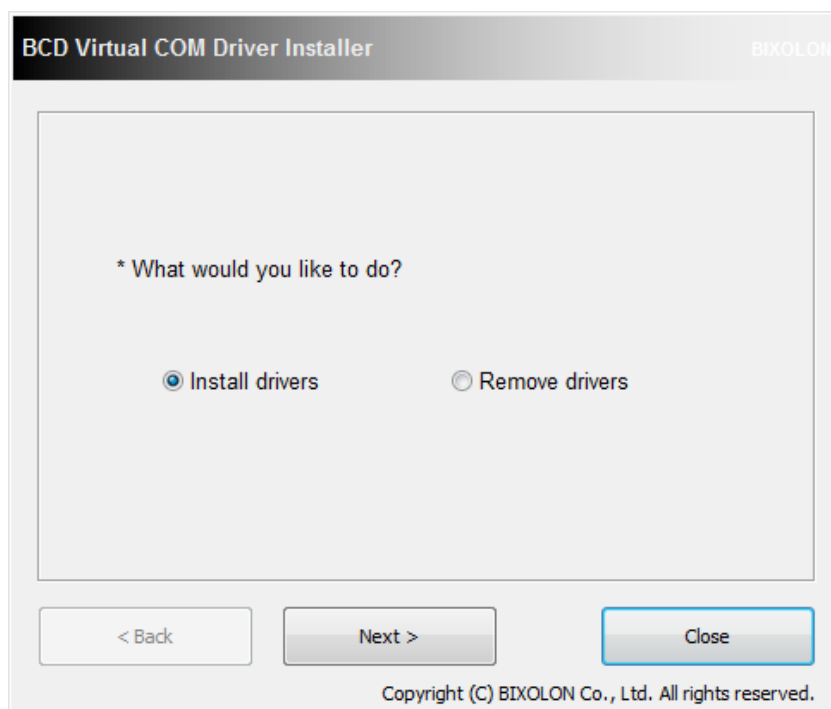 BCD Virtual COM Driver Installer BIXOLON
* What would you like to do?
Install drivers Remove drivers
< Back Next > Close
Copyright (C) BIXOLON Co., Ltd. All rights reserved.